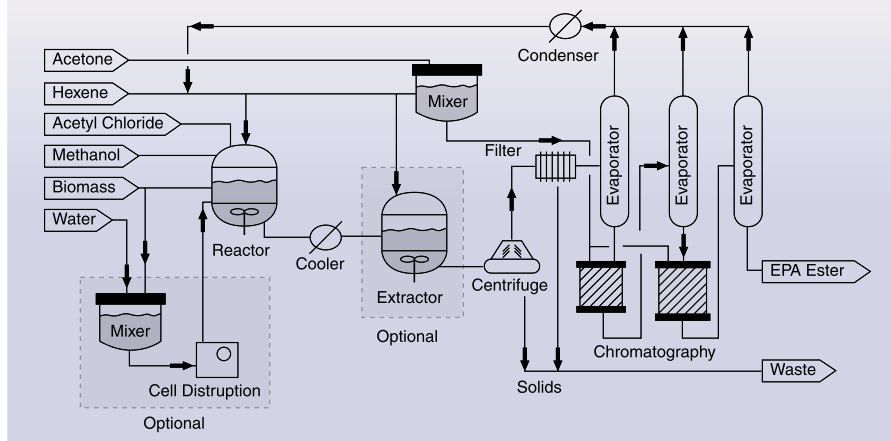 Condenser
Acetone
Hexene
Mixer
Acetyl Chloride
Methanol
Biomass
Water
Filter
Evaporator
Evaporator
Evaporator
Reactor
Cooler
Extractor
Centrifuge
EPA Ester
Optional
Mixer
Cell Distruption
Chromatography
Solids
Waste
Optional